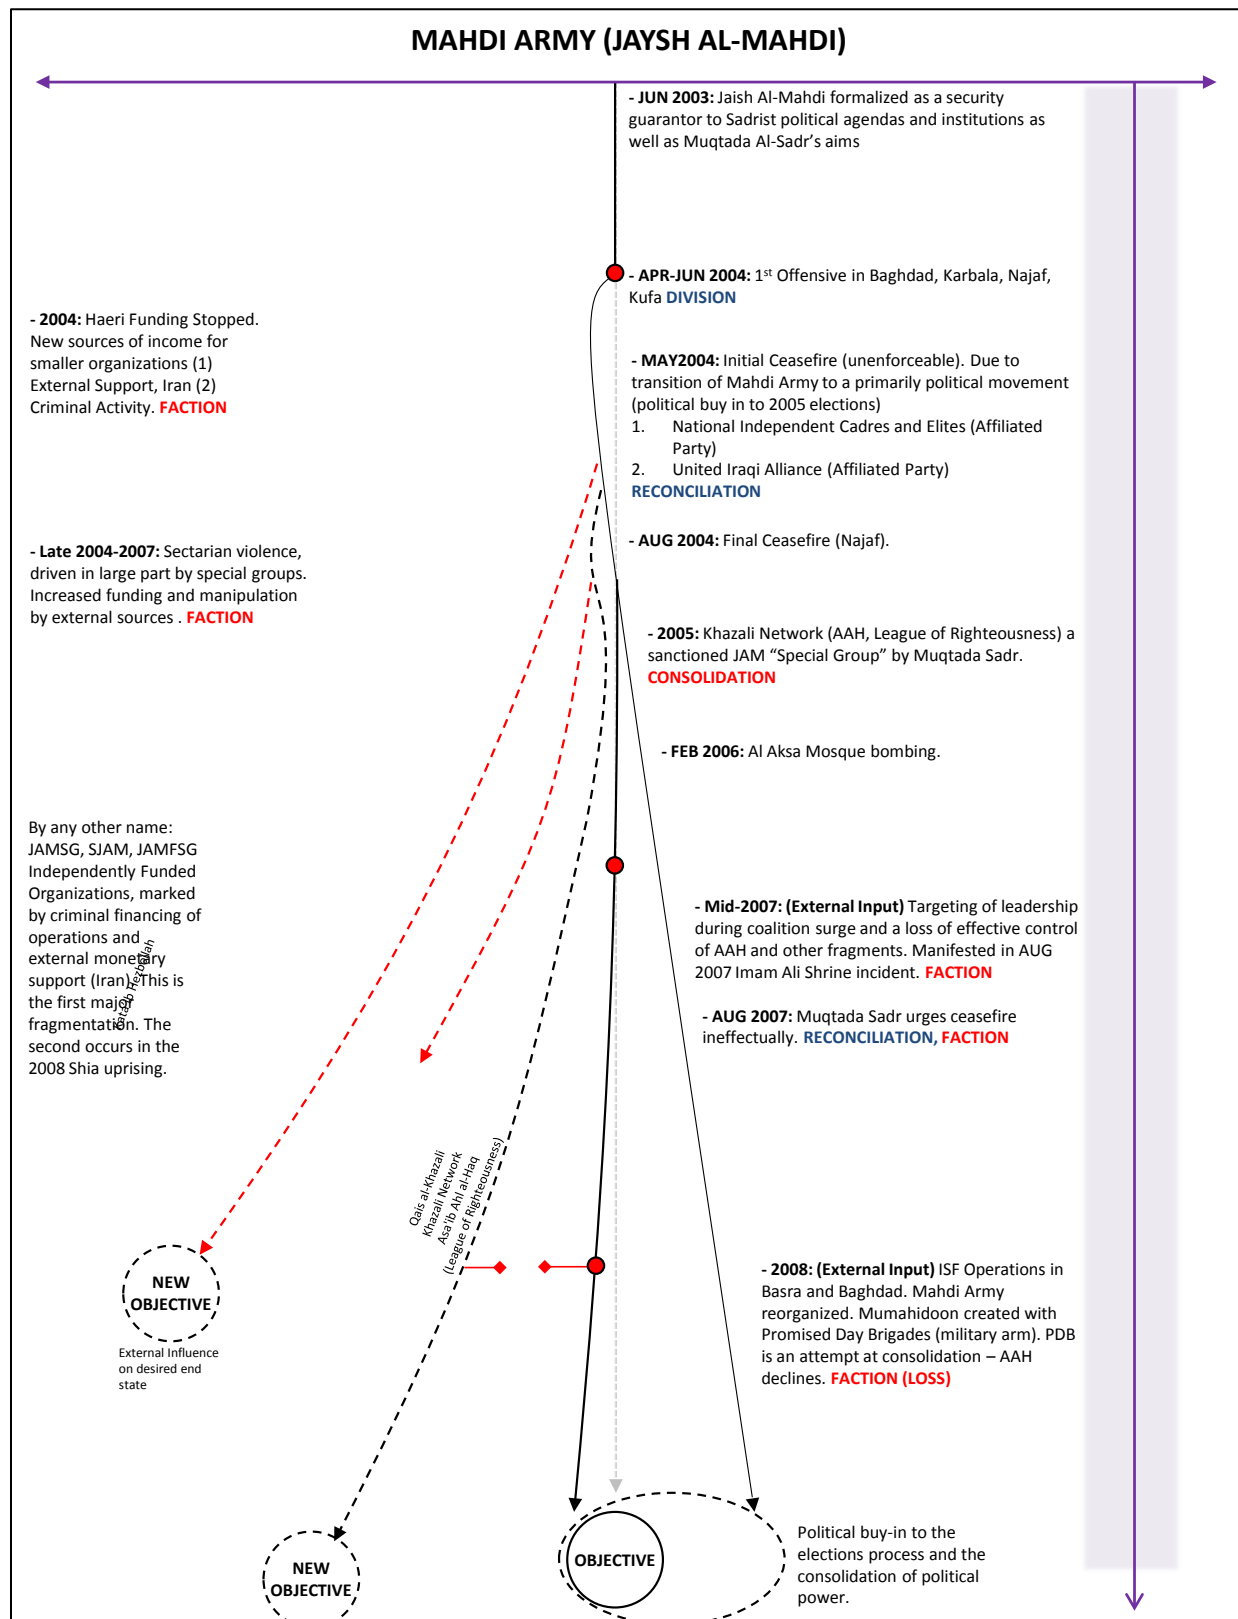 MAHDI ARMY (JAYSH AL-MAHDI)
- JUN 2003: Jaish Al-Mahdi formalized as a security
guarantor to Sadrist political agendas and institutions as
well as Muqtada Al-Sadr’s aims
- APR-JUN 2004: 1st Offensive in Baghdad, Karbala, Najaf,
Kufa DIVISION
- 2004: Haeri Funding Stopped.
New sources of income for
smaller organizations (1)
External Support, Iran (2)
Criminal Activity. FACTION
- MAY2004: Initial Ceasefire (unenforceable). Due to
transition of Mahdi Army to a primarily political movement
(political buy in to 2005 elections)
1. National Independent Cadres and Elites (Affiliated
Party)
2. United Iraqi Alliance (Affiliated Party)
RECONCILIATION
- AUG 2004: Final Ceasefire (Najaf).
- Late 2004-2007: Sectarian violence,
driven in large part by special groups.
Increased funding and manipulation
by external sources . FACTION
- 2005: Khazali Network (AAH, League of Righteousness) a
sanctioned JAM “Special Group” by Muqtada Sadr.
CONSOLIDATION
- FEB 2006: Al Aksa Mosque bombing.
By any other name:
JAMSG, SJAM, JAMFSG
Independently Funded
Organizations, marked
by criminal financing of
operations and
external monetary
support (Iran). This is
the first major
fragmentation. The
second occurs in the
2008 Shia uprising.
Kata'ib Hezballah
- Mid-2007: (External Input) Targeting of leadership
during coalition surge and a loss of effective control
of AAH and other fragments. Manifested in AUG
2007 Imam Ali Shrine incident. FACTION
- AUG 2007: Muqtada Sadr urges ceasefire
ineffectually. RECONCILIATION, FACTION
Qais al-Khazali
Khazali Network
Asa'ib Ahl al-Haq
(League of Righteousness)
NEW
OBJECTIVE
External Influence
on desired end
state
- 2008: (External Input) ISF Operations in
Basra and Baghdad. Mahdi Army
reorganized. Mumahidoon created with
Promised Day Brigades (military arm). PDB
is an attempt at consolidation – AAH
declines. FACTION (LOSS)
NEW
OBJECTIVE
OBJECTIVE
Political buy-in to the
elections process and the
consolidation of political
power.